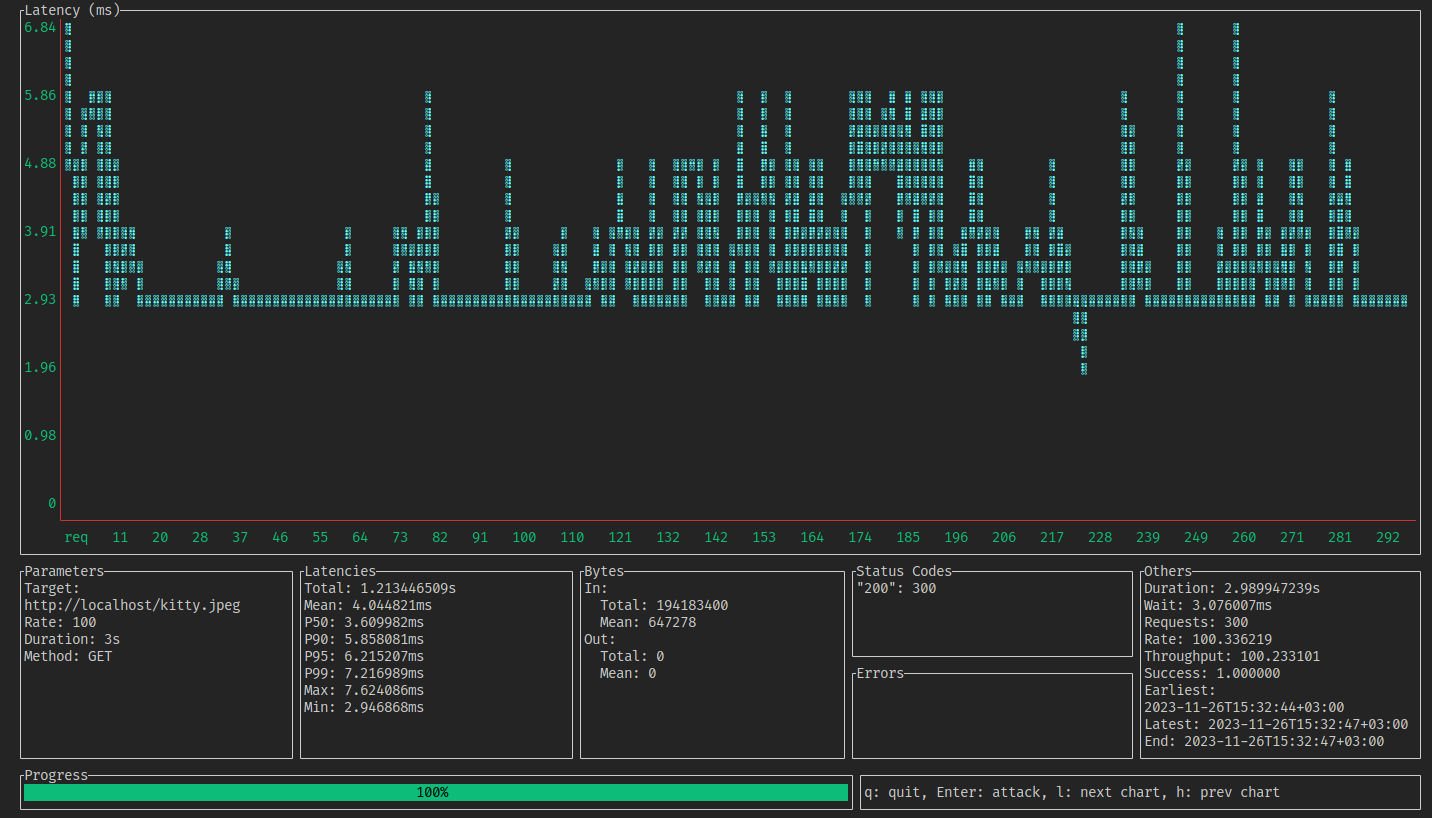 Latency (ms)
6.84
5.86
4.88
3.91
2.93
1.96
0.98
0
req 11 20 28 37 46 55 64 73 82 91 100 110 121 132 142 153 164 174 185 196 206 217 228 239 249 260 271 281 292
Parameters
Target:
http://localhost/kitty.jpeg
Rate: 100
Duration: 3s
Method: GET
Latencies
Total: 1.213446509s
Mean: 4.044821ms
P50: 3.609982ms
P90: 5.858081ms
P95: 6.215207ms
P99: 7.216989ms
Max: 7.624086ms
Min: 2.946868ms
Bytes
In:
Total: 194183400
Mean: 647278
Out:
Total: 0
Mean: 0
Status Codes
"200": 300
Errors
Others
Duration: 2.989947239s
Wait: 3.076007ms
Requests: 300
Rate: 100.336219
Throughput: 100.233101
Success: 1.000000
Earliest:
2023-11-26T15:32:44+03:00
Latest: 2023-11-26T15:32:47+03:00
End: 2023-11-26T15:32:47+03:00
Progress
100%
q: quit, Enter: attack, l: next chart, h: prev chart